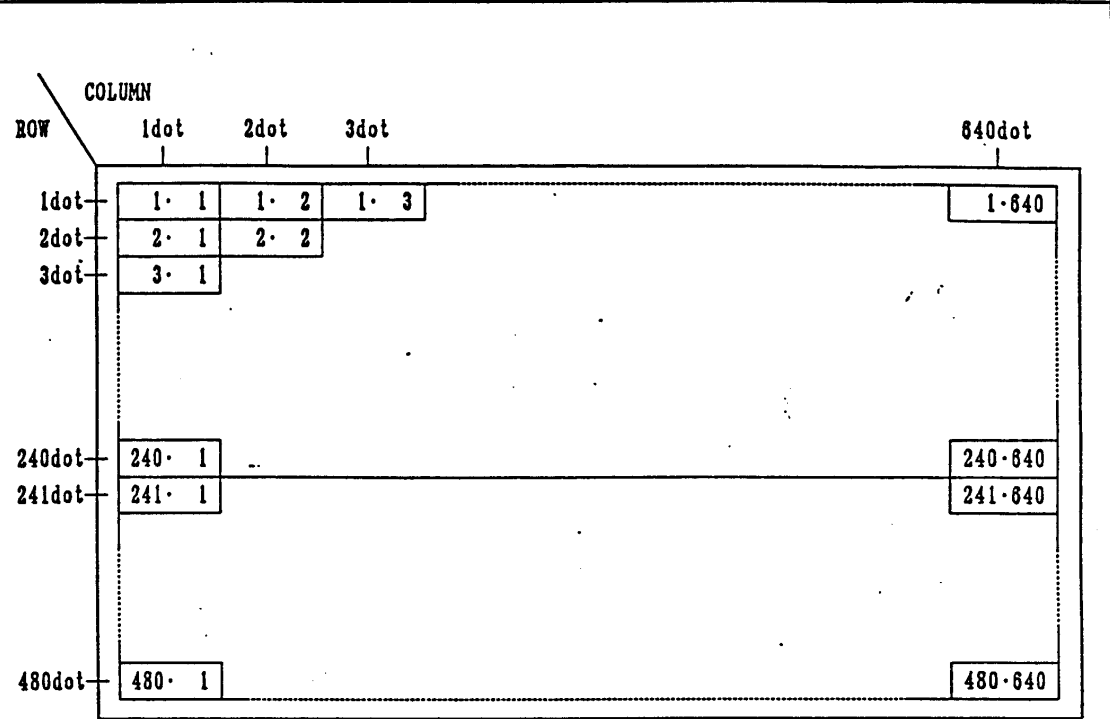 COLUMN
ROW 1dot 2dot 3dot 640dot
1dot 1· 1 1· 2 1· 3 1·640
2dot 2· 1 2· 2
3dot 3· 1
240dot 240· 1 240·640
241dot 241· 1 241·640
480dot 480· 1 480·640